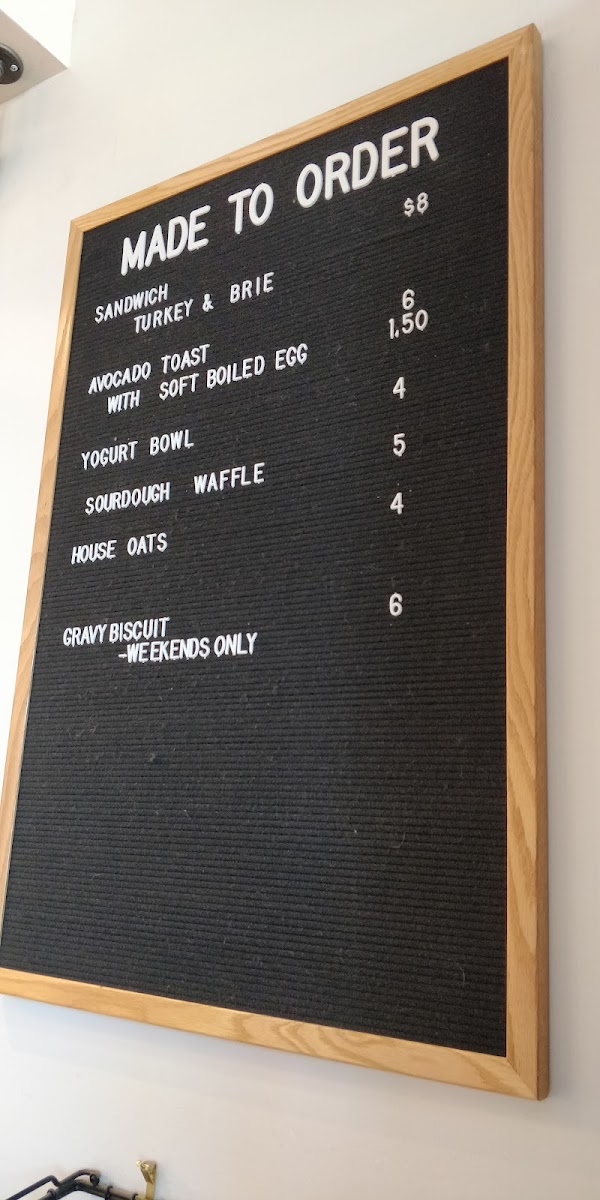 MADE TO ORDER
SANDWICH $8
TURKEY & BRIE
AVOCADO TOAST 6
WITH SOFT BOILED EGG 1.50
YOGURT BOWL 4
SOURDOUGH WAFFLE 5
HOUSE OATS 4
GRAVY BISCUIT 6
-WEEKENDS ONLY